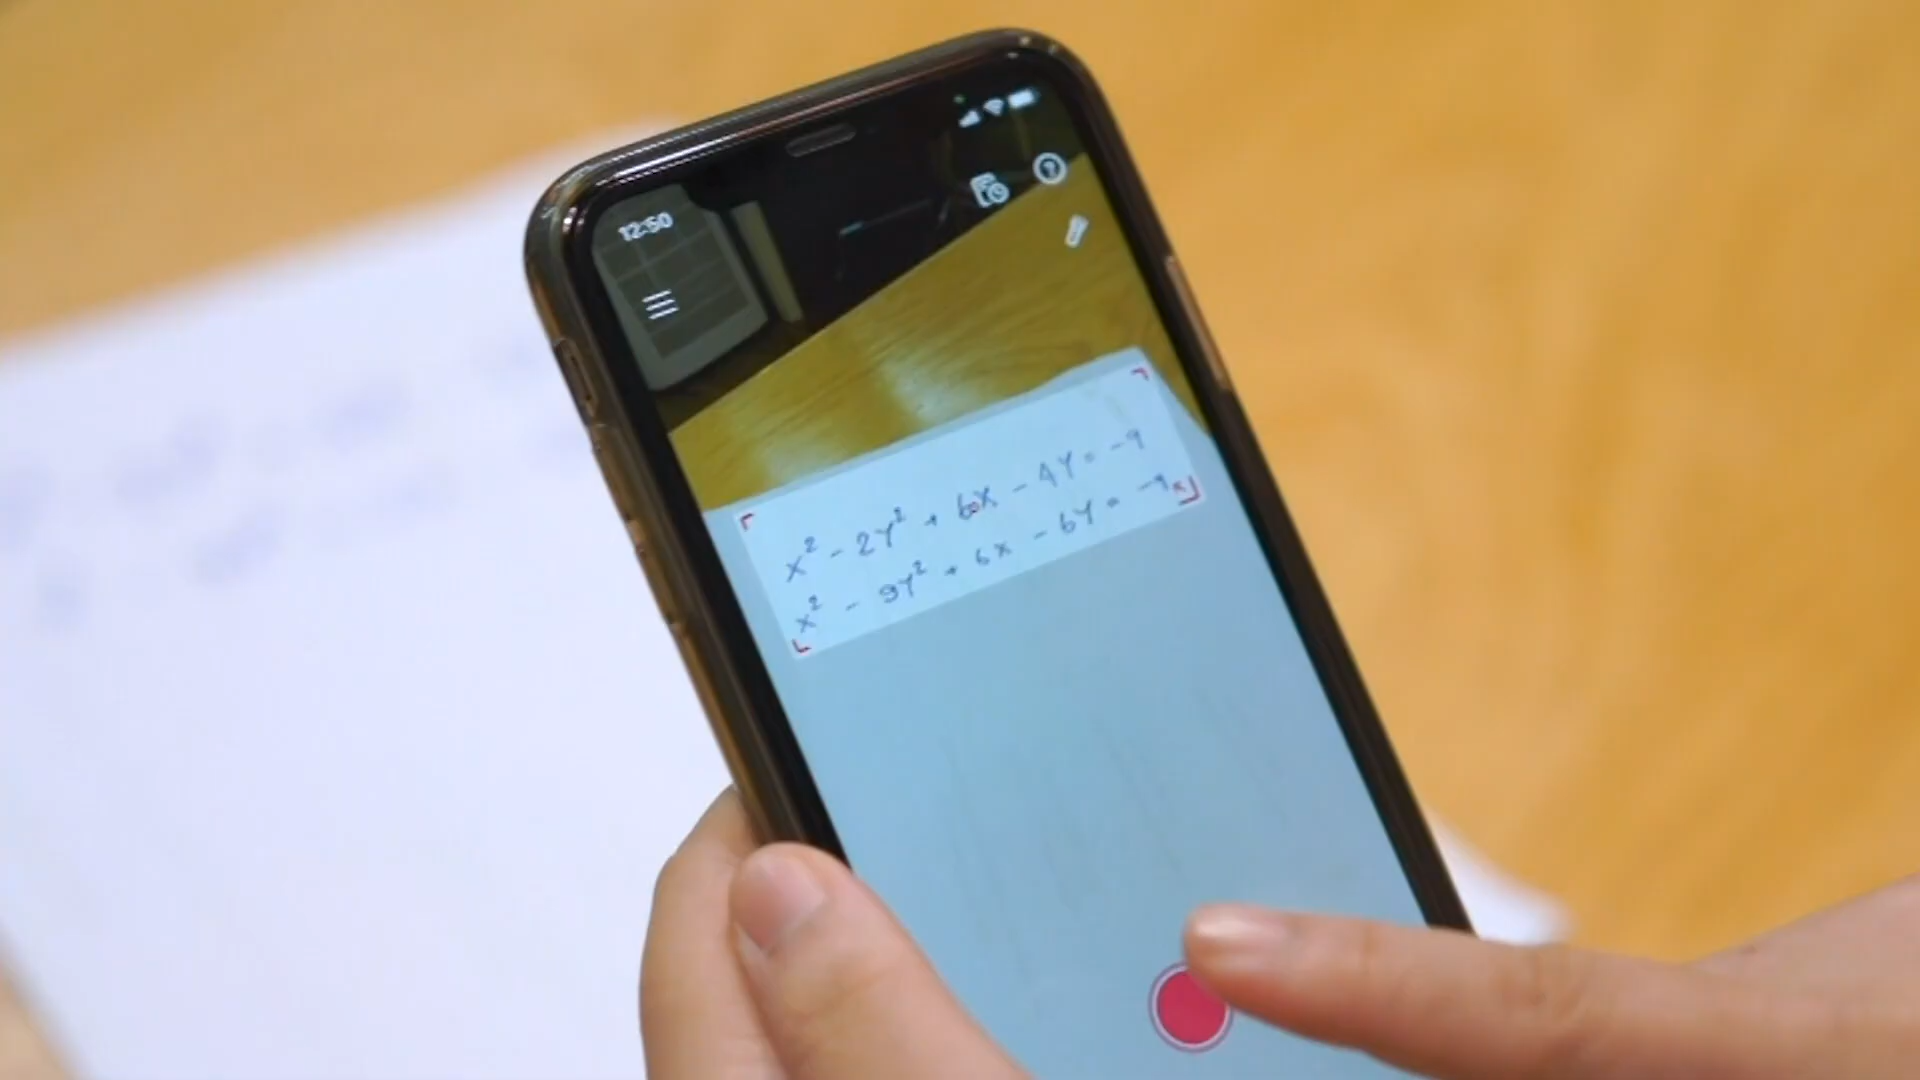 12:50
x² - 2y² + 6x - 4y = -9
x² - 9y² + 6x - 6y = -9